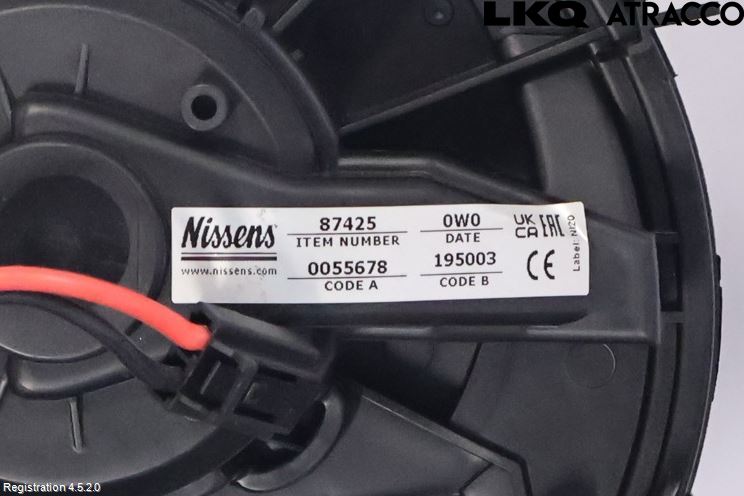 LKQ ATRACCO
Nissens
www.nissens.com
87425
ITEM NUMBER
0055678
CODE A
0W0
DATE
195003
CODE B
UK
CA EAC
CE
Label: NI20
Registration 4.5.2.0